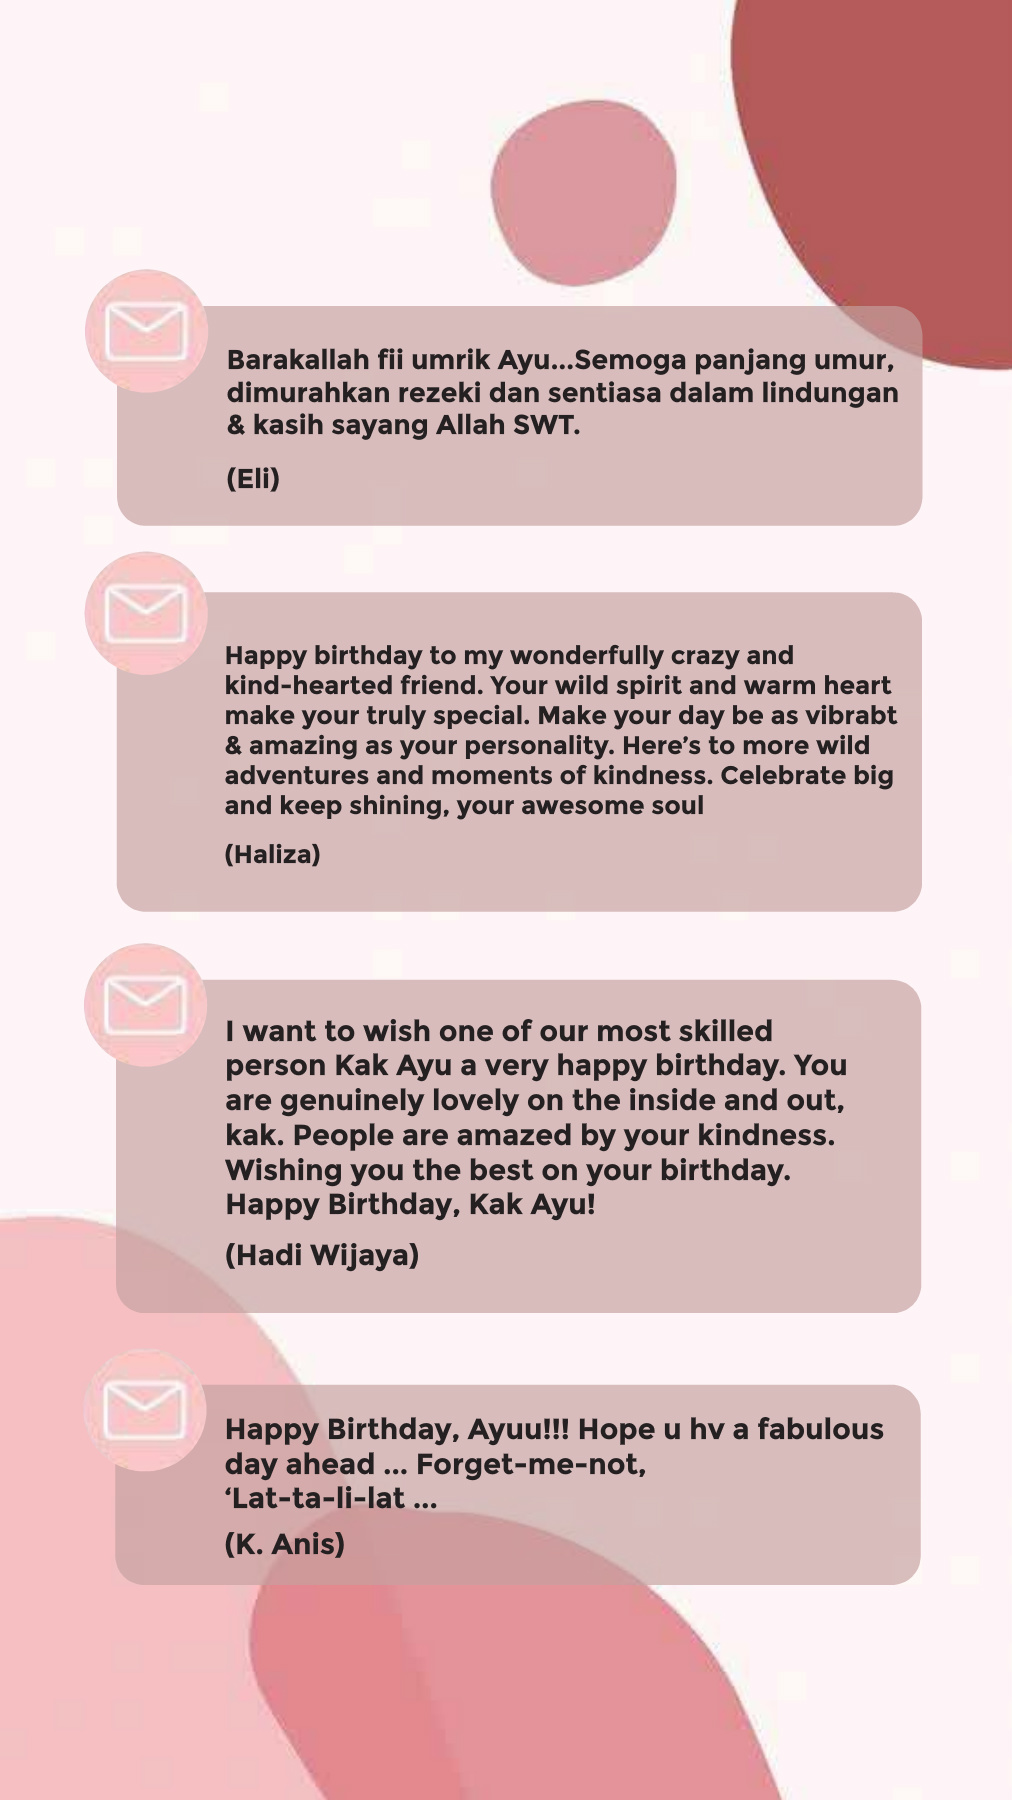 Barakallah fii umrik Ayu...Semoga panjang umur,
dimurahkan rezeki dan sentiasa dalam lindungan
& kasih sayang Allah SWT.
(Eli)
Happy birthday to my wonderfully crazy and
kind-hearted friend. Your wild spirit and warm heart
make your truly special. Make your day be as vibrabt
& amazing as your personality. Here’s to more wild
adventures and moments of kindness. Celebrate big
and keep shining, your awesome soul
(Haliza)
I want to wish one of our most skilled
person Kak Ayu a very happy birthday. You
are genuinely lovely on the inside and out,
kak. People are amazed by your kindness.
Wishing you the best on your birthday.
Happy Birthday, Kak Ayu!
(Hadi Wijaya)
Happy Birthday, Ayuu!!! Hope u hv a fabulous
day ahead ... Forget-me-not,
‘Lat-ta-li-lat ...
(K. Anis)